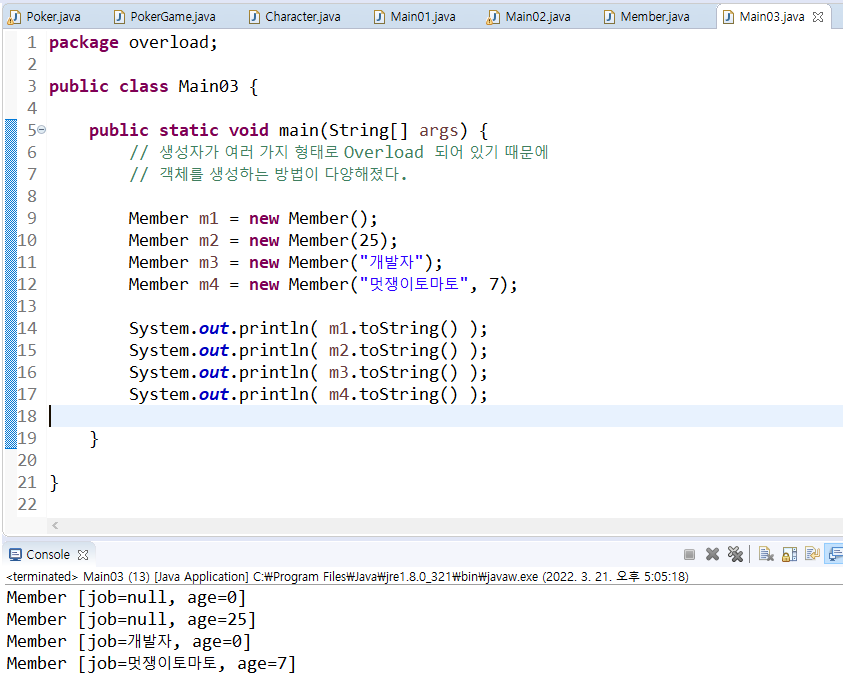 Poker.java PokerGame.java Character.java Main01.java Main02.java Member.java Main03.java
1 package overload;
2
3 public class Main03 {
4
5 public static void main(String[] args) {
6 // 생성자가 여러 가지 형태로 Overload 되어 있기 때문에
7 // 객체를 생성하는 방법이 다양해졌다.
8
9 Member m1 = new Member();
10 Member m2 = new Member(25);
11 Member m3 = new Member("개발자");
12 Member m4 = new Member("멋쟁이토마토", 7);
13
14 System.out.println( m1.toString() );
15 System.out.println( m2.toString() );
16 System.out.println( m3.toString() );
17 System.out.println( m4.toString() );
18
19 }
20
21 }
22
Console
<terminated> Main03 (13) [Java Application] C:₩Program Files₩Java₩jre1.8.0_321₩bin₩javaw.exe (2022. 3. 21. 오후 5:05:18)
Member [job=null, age=0]
Member [job=null, age=25]
Member [job=개발자, age=0]
Member [job=멋쟁이토마토, age=7]